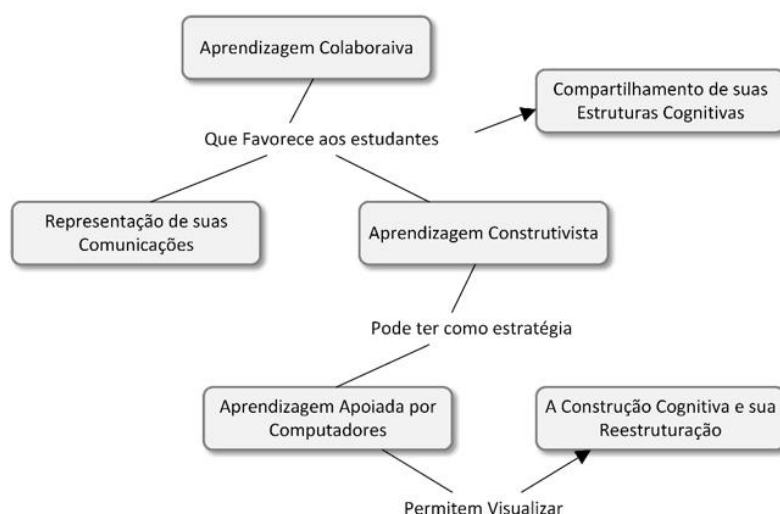 Aprendizagem Colaboraiva
Compartilhamento de suas
Estruturas Cognitivas
Que Favorece aos estudantes
Representação de suas
Comunicações
Aprendizagem Construtivista
Pode ter como estratégia
Aprendizagem Apoiada por
Computadores
A Construção Cognitiva e sua
Reestruturação
Permitem Visualizar